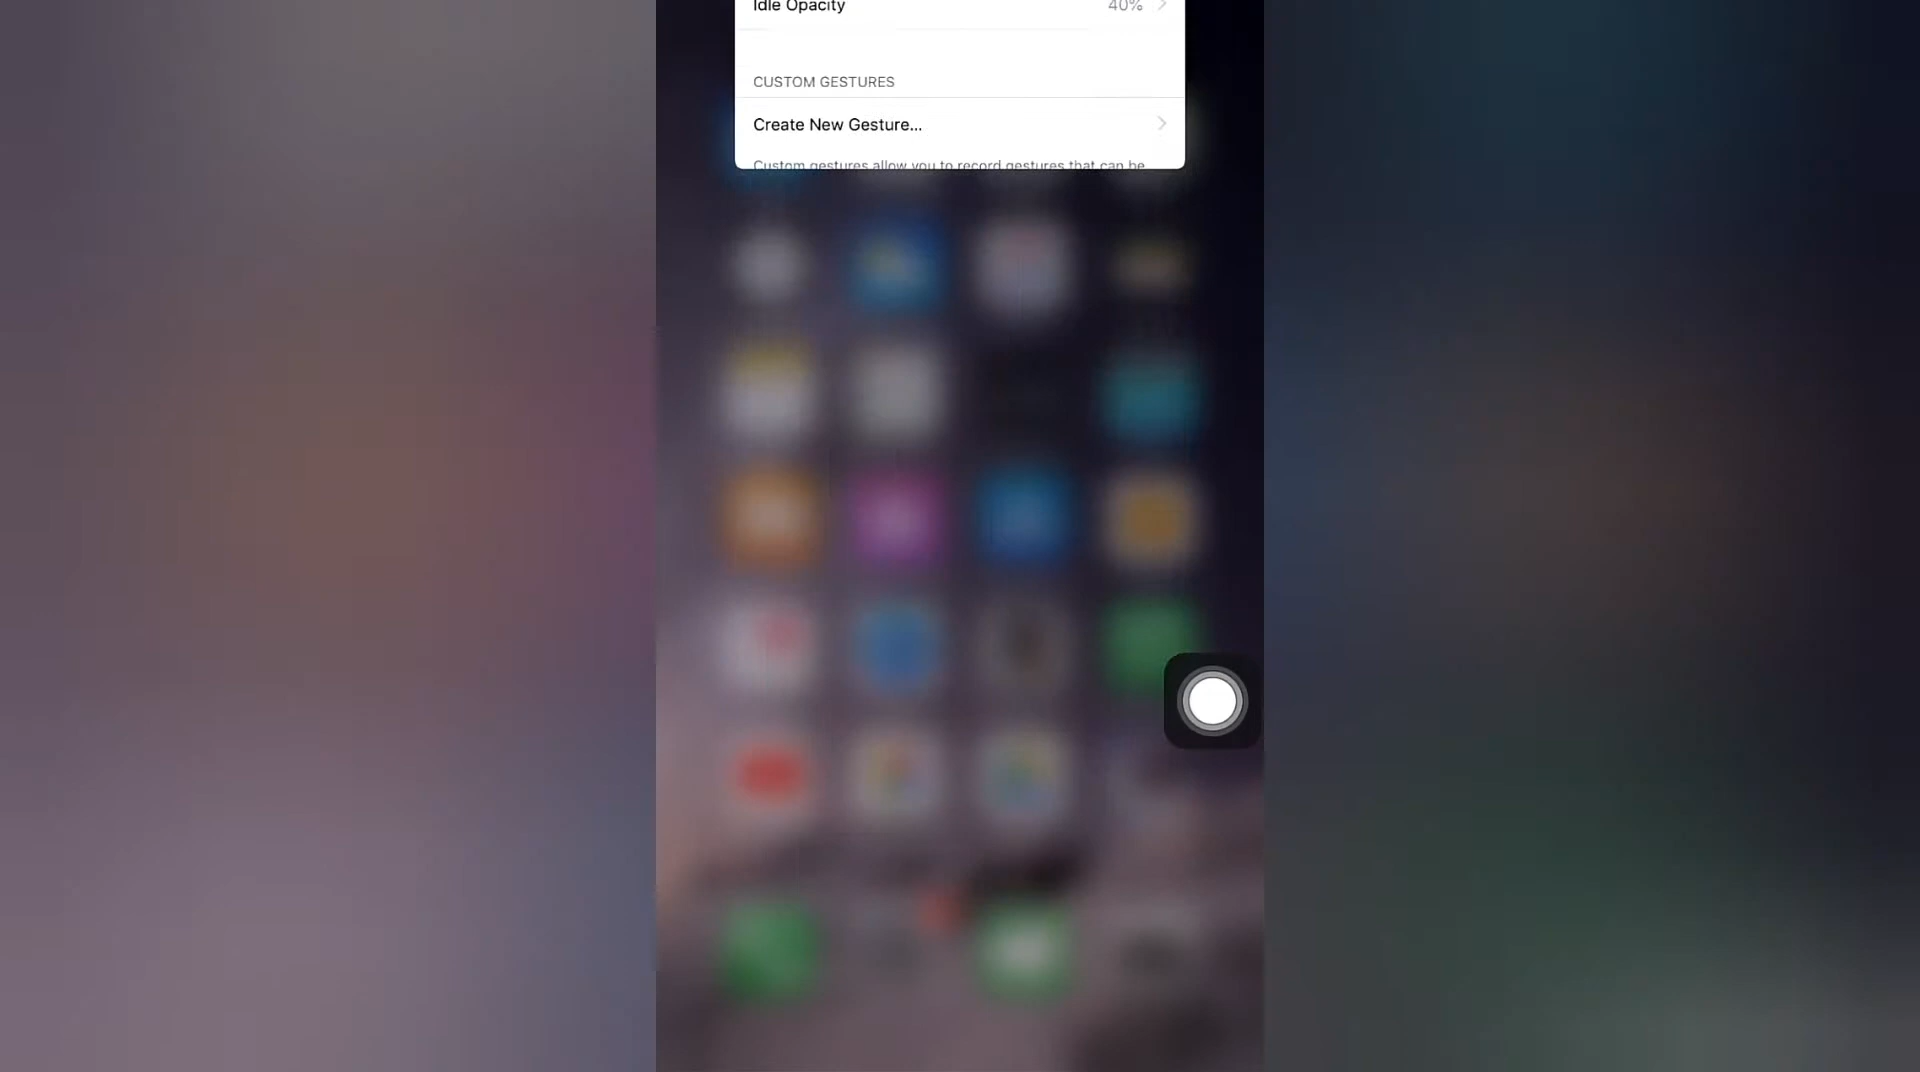 Idle Opacity 40%
CUSTOM GESTURES
Create New Gesture...
Custom gestures allow you to record gestures that can be